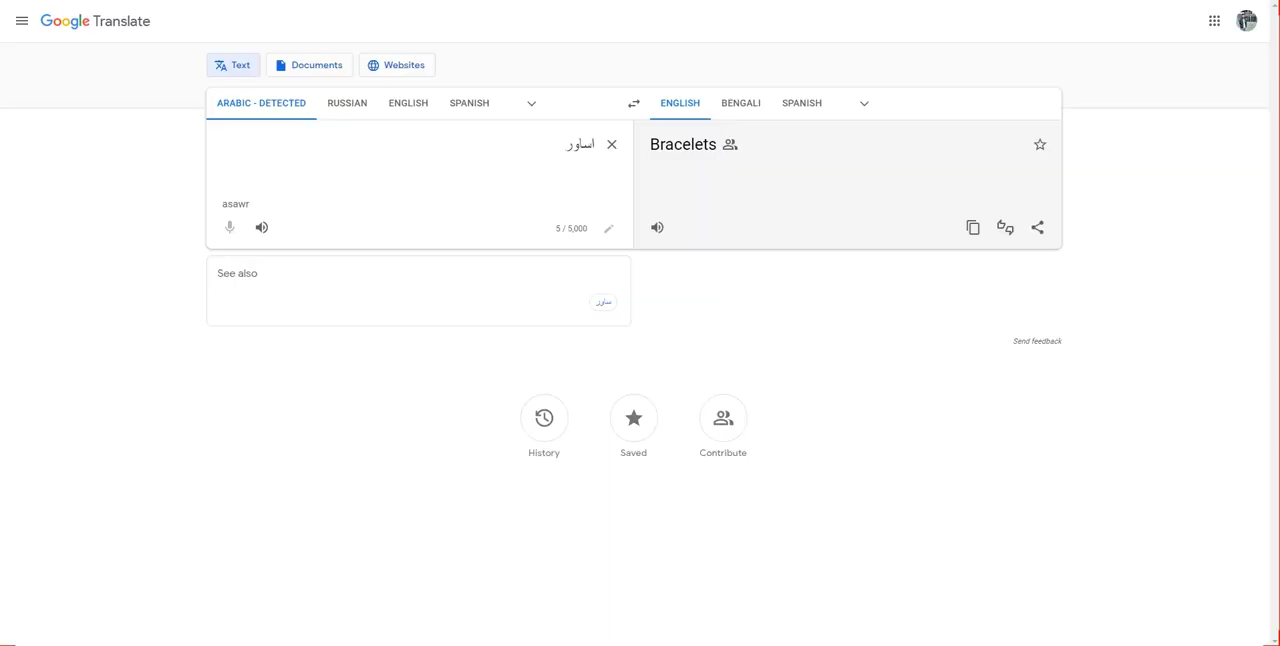 Google Translate
Text Documents Websites
ARABIC - DETECTED RUSSIAN ENGLISH SPANISH ENGLISH BENGALI SPANISH
اساور
Bracelets
asawr
5 / 5,000
See also
ساور
Send feedback
History Saved Contribute